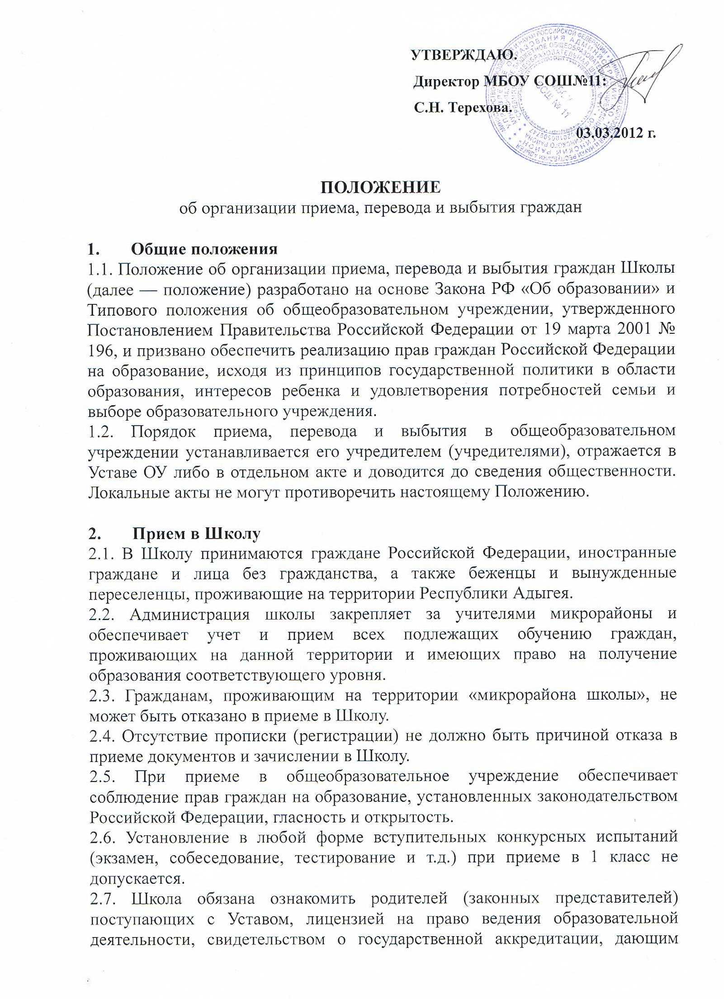 УТВЕРЖДАЮ.
Директор МБОУ СОШ№11:
С.Н. Терехова.
03.03.2012 г.
МБОУ
СОШ № 11
ПОЛОЖЕНИЕ
об организации приема, перевода и выбытия граждан
1. Общие положения
1.1. Положение об организации приема, перевода и выбытия граждан Школы
(далее — положение) разработано на основе Закона РФ «Об образовании» и
Типового положения об общеобразовательном учреждении, утвержденного
Постановлением Правительства Российской Федерации от 19 марта 2001 №
196, и призвано обеспечить реализацию прав граждан Российской Федерации
на образование, исходя из принципов государственной политики в области
образования, интересов ребенка и удовлетворения потребностей семьи и
выборе образовательного учреждения.
1.2. Порядок приема, перевода и выбытия в общеобразовательном
учреждении устанавливается его учредителем (учредителями), отражается в
Уставе ОУ либо в отдельном акте и доводится до сведения общественности.
Локальные акты не могут противоречить настоящему Положению.
2. Прием в Школу
2.1. В Школу принимаются граждане Российской Федерации, иностранные
граждане и лица без гражданства, а также беженцы и вынужденные
переселенцы, проживающие на территории Республики Адыгея.
2.2. Администрация школы закрепляет за учителями микрорайоны и
обеспечивает учет и прием всех подлежащих обучению граждан,
проживающих на данной территории и имеющих право на получение
образования соответствующего уровня.
2.3. Гражданам, проживающим на территории «микрорайона школы», не
может быть отказано в приеме в Школу.
2.4. Отсутствие прописки (регистрации) не должно быть причиной отказа в
приеме документов и зачислении в Школу.
2.5. При приеме в общеобразовательное учреждение обеспечивает
соблюдение прав граждан на образование, установленных законодательством
Российской Федерации, гласность и открытость.
2.6. Установление в любой форме вступительных конкурсных испытаний
(экзамен, собеседование, тестирование и т.д.) при приеме в 1 класс не
допускается.
2.7. Школа обязана ознакомить родителей (законных представителей)
поступающих с Уставом, лицензией на право ведения образовательной
деятельности, свидетельством о государственной аккредитации, дающим